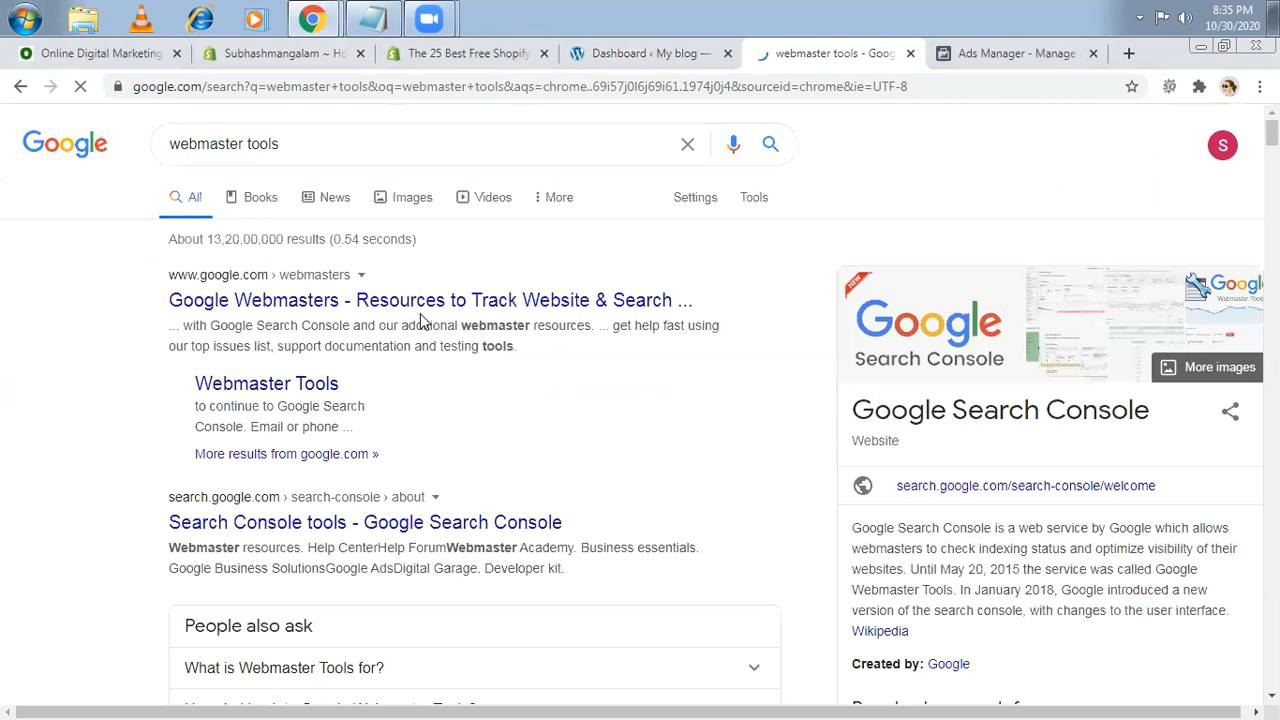 8:35 PM
10/30/2020
Online Digital Marketing
Subhashmangalam ~ Ho
The 25 Best Free Shopify
Dashboard ‹ My blog —
webmaster tools - Goog
Ads Manager - Manage
google.com/search?q=webmaster+tools&oq=webmaster+tools&aqs=chrome..69i57j0l6j69i61.1974j0j4&sourceid=chrome&ie=UTF-8
Google
webmaster tools
S
All
Books
News
Images
Videos
More
Settings
Tools
About 13,20,00,000 results (0.54 seconds)
www.google.com › webmasters
Google Webmasters - Resources to Track Website & Search ...
... with Google Search Console and our additional webmaster resources. ... get help fast using
our top issues list, support documentation and testing tools.
Webmaster Tools
to continue to Google Search
Console. Email or phone ...
More results from google.com »
search.google.com › search-console › about
Search Console tools - Google Search Console
Webmaster resources. Help CenterHelp ForumWebmaster Academy. Business essentials.
Google Business SolutionsGoogle AdsDigital Garage. Developer kit.
People also ask
What is Webmaster Tools for?
NEW
Google
Search Console
Google
More images
Google Search Console
Website
search.google.com/search-console/welcome
Google Search Console is a web service by Google which allows
webmasters to check indexing status and optimize visibility of their
websites. Until May 20, 2015 the service was called Google
Webmaster Tools. In January 2018, Google introduced a new
version of the search console, with changes to the user interface.
Wikipedia
Created by: Google